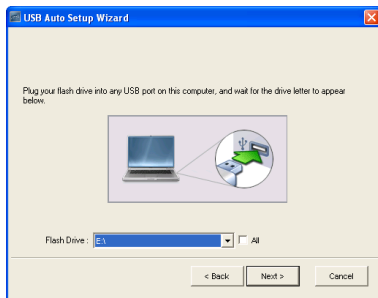 USB Auto Setup Wizard
Plug your flash drive into any USB port on this computer, and wait for the drive letter to appear
below.
Flash Drive : E:\ All
< Back Next > Cancel